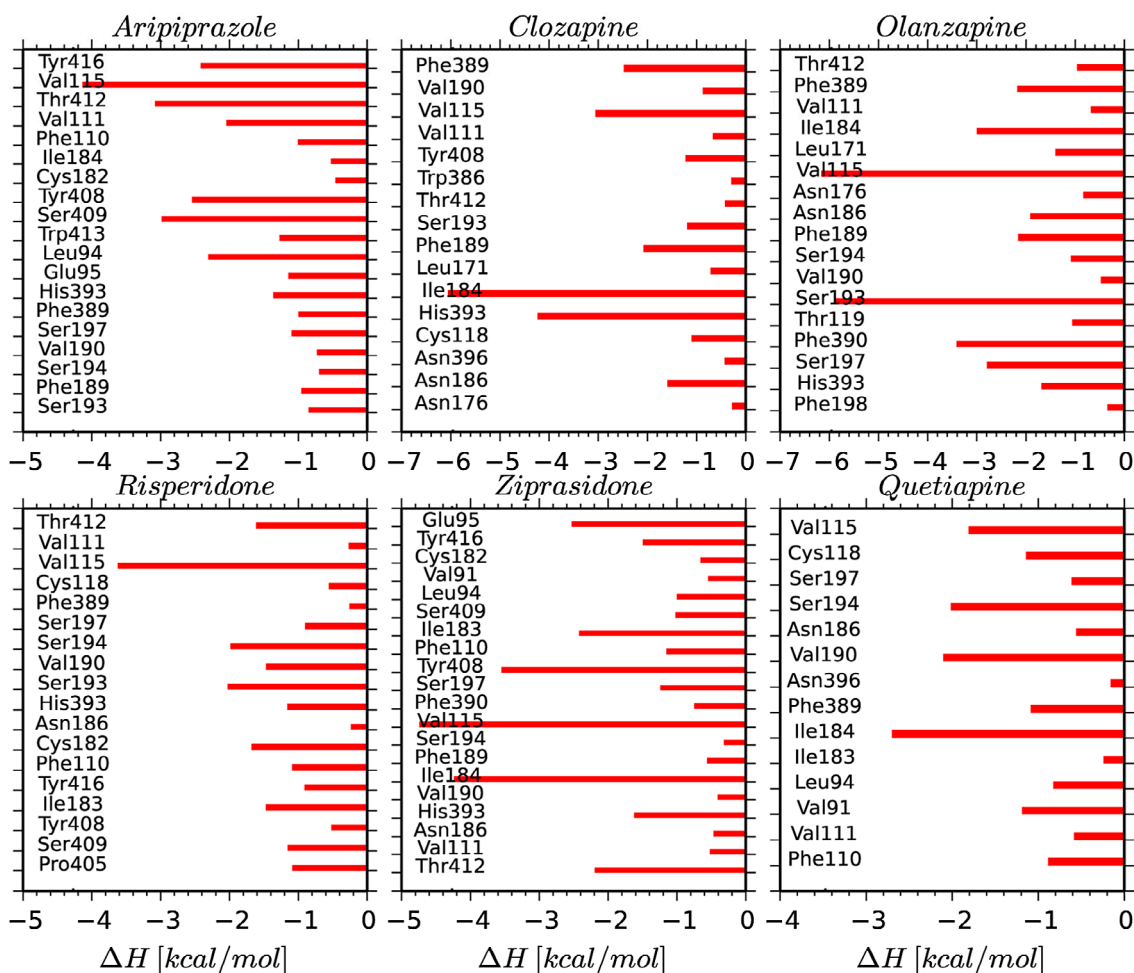 Aripiprazole
Tyr416
Val115
Thr412
Val111
Phe110
Ile184
Cys182
Tyr408
Ser409
Trp413
Leu94
Glu95
His393
Phe389
Ser197
Val190
Ser194
Phe189
Ser193
−5 −4 −3 −2 −1 0
Clozapine
Phe389
Val190
Val115
Val111
Tyr408
Trp386
Thr412
Ser193
Phe189
Leu171
Ile184
His393
Cys118
Asn396
Asn186
Asn176
−7 −6 −5 −4 −3 −2 −1 0
Olanzapine
Thr412
Phe389
Val111
Ile184
Leu171
Val115
Asn176
Asn186
Phe189
Ser194
Val190
Ser193
Thr119
Phe390
Ser197
His393
Phe198
−7 −6 −5 −4 −3 −2 −1 0
Risperidone
Thr412
Val111
Val115
Cys118
Phe389
Ser197
Ser194
Val190
Ser193
His393
Asn186
Cys182
Phe110
Tyr416
Ile183
Tyr408
Ser409
Pro405
−5 −4 −3 −2 −1 0
ΔH [kcal/mol]
Ziprasidone
Glu95
Tyr416
Cys182
Val91
Leu94
Ser409
Ile183
Phe110
Tyr408
Ser197
Phe390
Val115
Ser194
Phe189
Ile184
Val190
His393
Asn186
Val111
Thr412
−5 −4 −3 −2 −1 0
ΔH [kcal/mol]
Quetiapine
Val115
Cys118
Ser197
Ser194
Asn186
Val190
Asn396
Phe389
Ile184
Ile183
Leu94
Val91
Val111
Phe110
−4 −3 −2 −1 0
ΔH [kcal/mol]